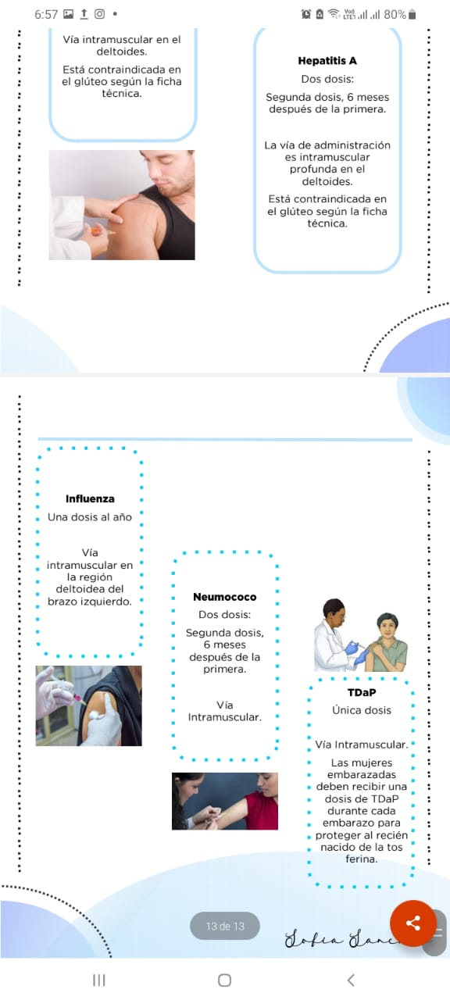 6:57
Vo))
LTE1
80%
Vía intramuscular en el
deltoides.
Está contraindicada en
el glúteo según la ficha
técnica.
Hepatitis A
Dos dosis:
Segunda dosis, 6 meses
después de la primera.
La vía de administración
es intramuscular
profunda en el
deltoides.
Está contraindicada en
el glúteo según la ficha
técnica.
Influenza
Una dosis al año
Vía
intramuscular en
la región
deltoidea del
brazo izquierdo.
Neumococo
Dos dosis:
Segunda dosis,
6 meses
después de la
primera.
Vía
Intramuscular.
TDaP
Única dosis
Vía Intramuscular.
Las mujeres
embarazadas
deben recibir una
dosis de TDaP
durante cada
embarazo para
proteger al recién
nacido de la tos
ferina.
13 de 13
Sofía Sanc